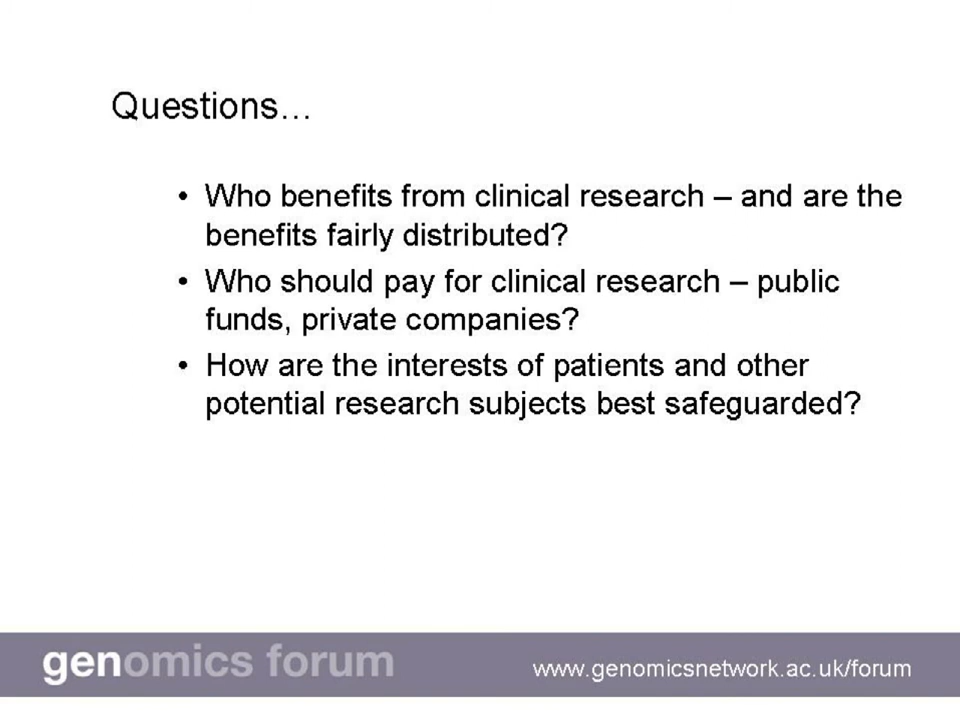 Questions...
• Who benefits from clinical research – and are the
benefits fairly distributed?
• Who should pay for clinical research – public
funds, private companies?
• How are the interests of patients and other
potential research subjects best safeguarded?
genomics forum
www.genomicsnetwork.ac.uk/forum